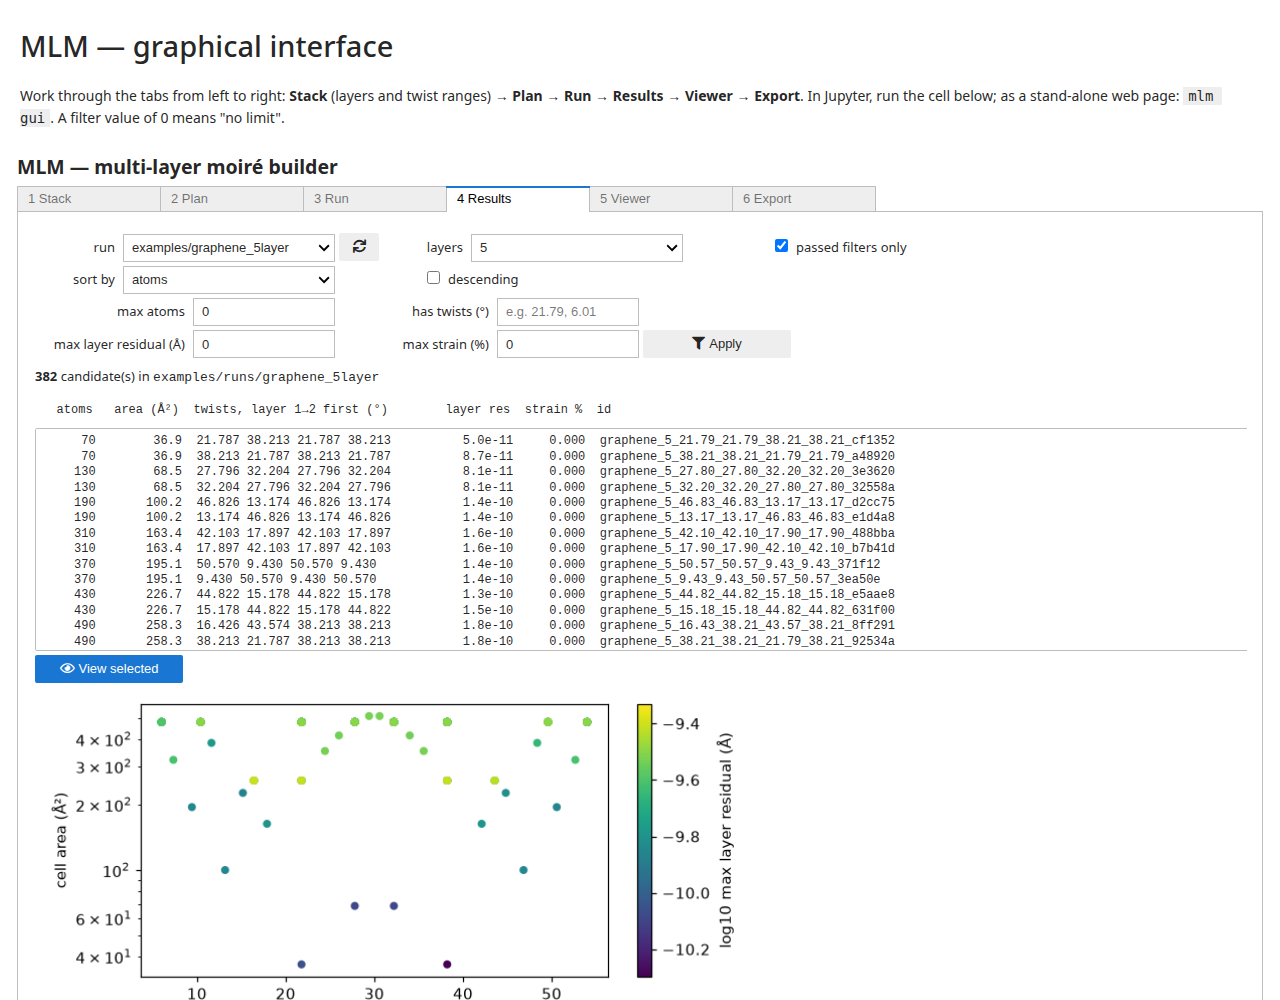 MLM — graphical interface
Work through the tabs from left to right: Stack (layers and twist ranges) → Plan → Run → Results → Viewer → Export. In Jupyter, run the cell below; as a stand-alone web page: mlm
gui . A filter value of 0 means "no limit".
MLM — multi-layer moiré builder
1 Stack 2 Plan 3 Run 4 Results 5 Viewer 6 Export
run examples/graphene_5layer layers 5 passed filters only
sort by atoms descending
max atoms 0 has twists (°) e.g. 21.79, 6.01
max layer residual (Å) 0 max strain (%) 0 Apply
382 candidate(s) in examples/runs/graphene_5layer
atoms area (Å²) twists, layer 1→2 first (°) layer res strain % id
70 36.9 21.787 38.213 21.787 38.213 5.0e-11 0.000 graphene_5_21.79_21.79_38.21_38.21_cf1352
70 36.9 38.213 21.787 38.213 21.787 8.7e-11 0.000 graphene_5_38.21_38.21_21.79_21.79_a48920
130 68.5 27.796 32.204 27.796 32.204 8.1e-11 0.000 graphene_5_27.80_27.80_32.20_32.20_3e3620
130 68.5 32.204 27.796 32.204 27.796 8.1e-11 0.000 graphene_5_32.20_32.20_27.80_27.80_32558a
190 100.2 46.826 13.174 46.826 13.174 1.4e-10 0.000 graphene_5_46.83_46.83_13.17_13.17_d2cc75
190 100.2 13.174 46.826 13.174 46.826 1.4e-10 0.000 graphene_5_13.17_13.17_46.83_46.83_e1d4a8
310 163.4 42.103 17.897 42.103 17.897 1.6e-10 0.000 graphene_5_42.10_42.10_17.90_17.90_488bba
310 163.4 17.897 42.103 17.897 42.103 1.6e-10 0.000 graphene_5_17.90_17.90_42.10_42.10_b7b41d
370 195.1 50.570 9.430 50.570 9.430 1.4e-10 0.000 graphene_5_50.57_50.57_9.43_9.43_371f12
370 195.1 9.430 50.570 9.430 50.570 1.4e-10 0.000 graphene_5_9.43_9.43_50.57_50.57_3ea50e
430 226.7 44.822 15.178 44.822 15.178 1.3e-10 0.000 graphene_5_44.82_44.82_15.18_15.18_e5aae8
430 226.7 15.178 44.822 15.178 44.822 1.5e-10 0.000 graphene_5_15.18_15.18_44.82_44.82_631f00
490 258.3 16.426 43.574 38.213 38.213 1.8e-10 0.000 graphene_5_16.43_38.21_43.57_38.21_8ff291
490 258.3 38.213 21.787 38.213 38.213 1.8e-10 0.000 graphene_5_38.21_38.21_21.79_38.21_92534a
View selected
4 × 10²
3 × 10²
2 × 10²
10²
6 × 10¹
4 × 10¹
cell area (Å²)
10 20 30 40 50
−9.4
−9.6
−9.8
−10.0
−10.2
log10 max layer residual (Å)